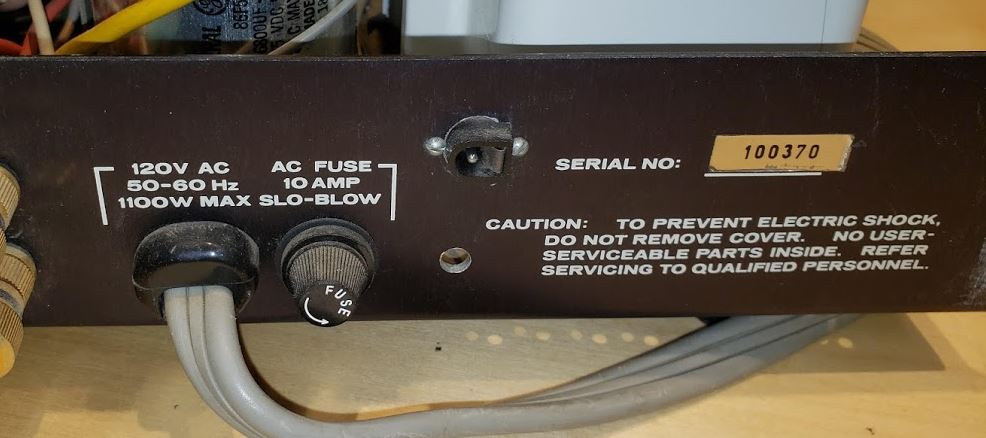 120V AC
50-60 Hz
1100W MAX
AC FUSE
10 AMP
SLO-BLOW
FUSE
SERIAL NO:
100370
CAUTION: TO PREVENT ELECTRIC SHOCK,
DO NOT REMOVE COVER. NO USER-
SERVICEABLE PARTS INSIDE. REFER
SERVICING TO QUALIFIED PERSONNEL.